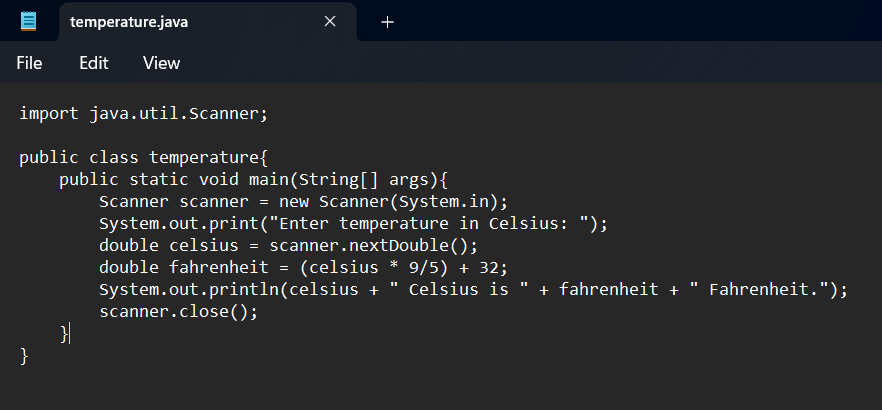 temperature.java
File Edit View
import java.util.Scanner;
public class temperature{
    public static void main(String[] args){
        Scanner scanner = new Scanner(System.in);
        System.out.print("Enter temperature in Celsius: ");
        double celsius = scanner.nextDouble();
        double fahrenheit = (celsius * 9/5) + 32;
        System.out.println(celsius + " Celsius is " + fahrenheit + " Fahrenheit.");
        scanner.close();
    }
}